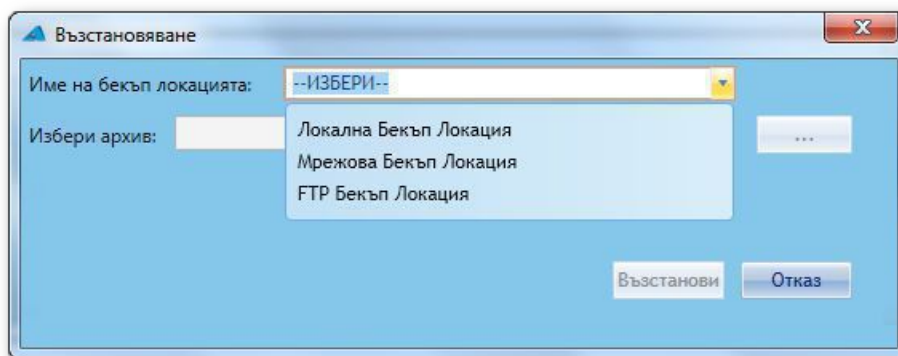 Възстановяване
Име на бекъп локацията: --ИЗБЕРИ--
Избери архив: ...
Локална Бекъп Локация
Мрежова Бекъп Локация
FTP Бекъп Локация
Възстанови Отказ